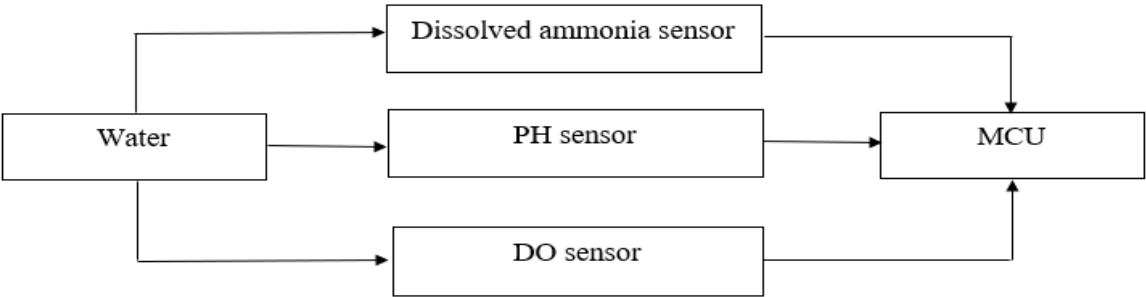 Dissolved ammonia sensor
Water
PH sensor
MCU
DO sensor